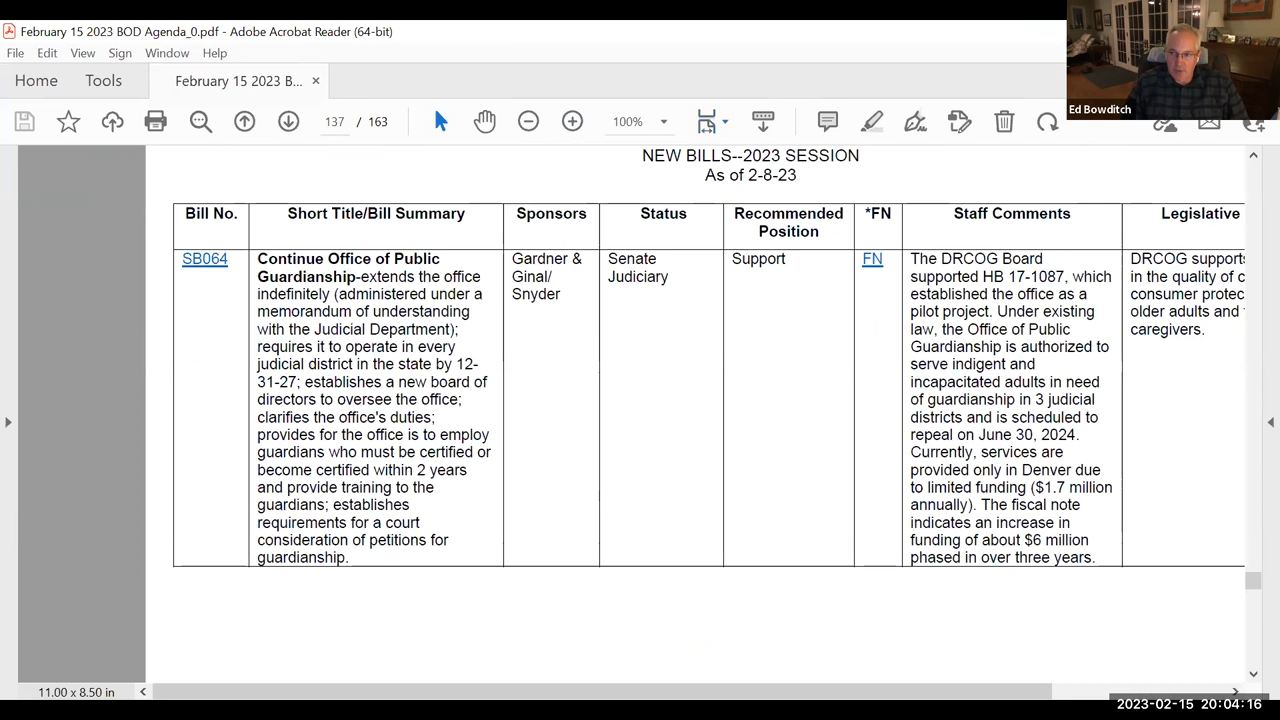 February 15 2023 BOD Agenda_0.pdf - Adobe Acrobat Reader (64-bit)
File Edit View Sign Window Help
Home Tools February 15 2023 B... ×
137 / 163 100%
Ed Bowditch
NEW BILLS--2023 SESSION
As of 2-8-23
Bill No. Short Title/Bill Summary Sponsors Status Recommended Position *FN Staff Comments Legislative
SB064
Continue Office of Public
Guardianship-extends the office
indefinitely (administered under a
memorandum of understanding
with the Judicial Department);
requires it to operate in every
judicial district in the state by 12-
31-27; establishes a new board of
directors to oversee the office;
clarifies the office's duties;
provides for the office is to employ
guardians who must be certified or
become certified within 2 years
and provide training to the
guardians; establishes
requirements for a court
consideration of petitions for
guardianship.
Gardner &
Ginal/
Snyder
Senate
Judiciary
Support
FN
The DRCOG Board
supported HB 17-1087, which
established the office as a
pilot project. Under existing
law, the Office of Public
Guardianship is authorized to
serve indigent and
incapacitated adults in need
of guardianship in 3 judicial
districts and is scheduled to
repeal on June 30, 2024.
Currently, services are
provided only in Denver due
to limited funding ($1.7 million
annually). The fiscal note
indicates an increase in
funding of about $6 million
phased in over three years.
DRCOG supports
in the quality of c
consumer protec
older adults and
caregivers.
11.00 x 8.50 in
2023-02-15 20:04:16